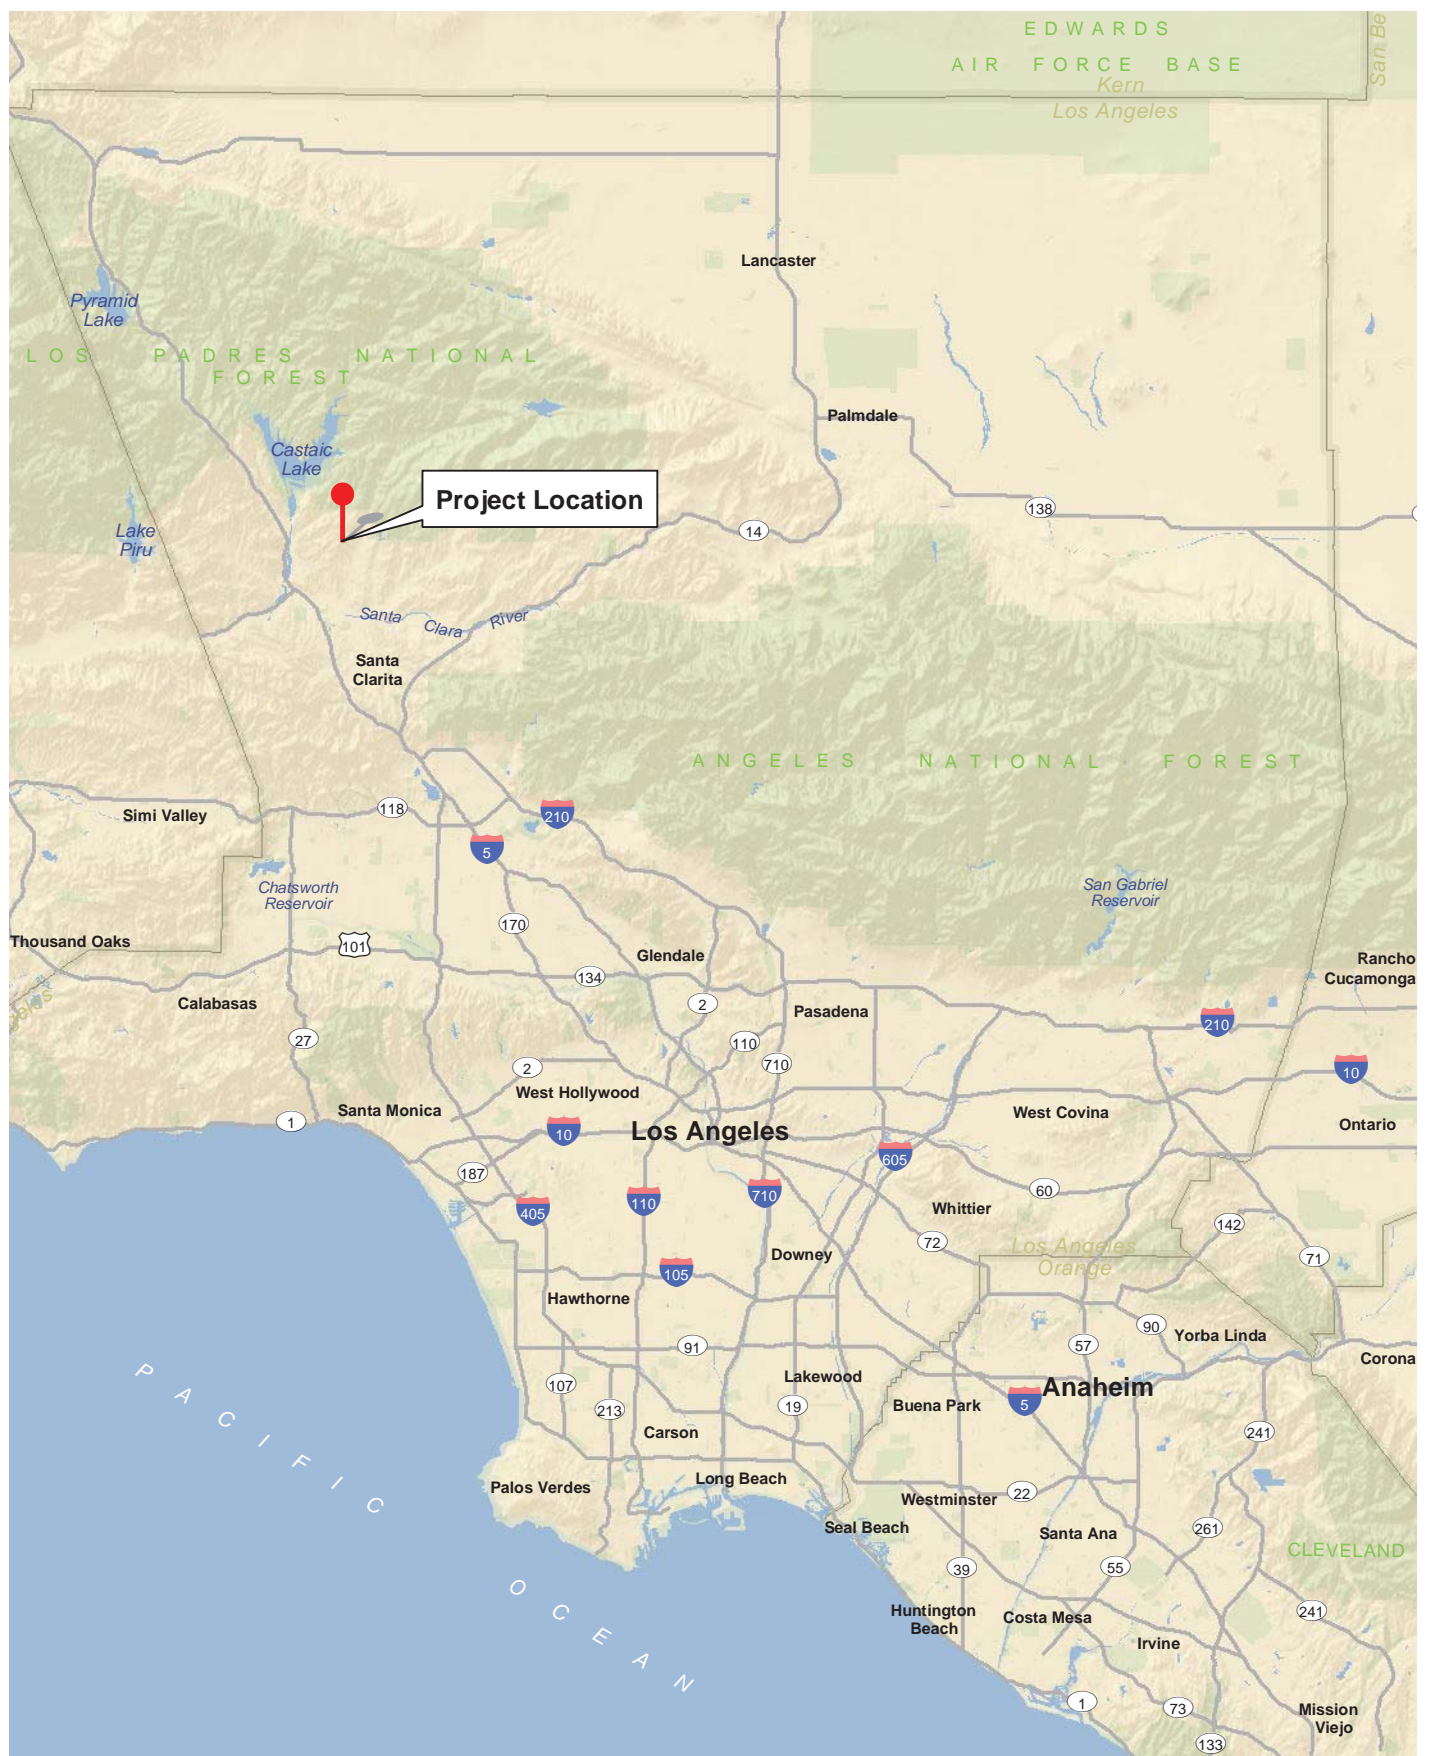 EDWARDS
AIR FORCE BASE
San Be
Kern
Los Angeles
Lancaster
Pyramid
Lake
LOS PADRES NATIONAL
FOREST
Palmdale
Castaic
Lake
Project Location
138
14
Lake
Piru
Santa Clara River
Santa
Clarita
ANGELES NATIONAL FOREST
118
Simi Valley
210
5
Chatsworth
Reservoir
San Gabriel
Reservoir
170
Thousand Oaks
101
Glendale
134
Rancho
Cucamonga
Calabasas
2
Pasadena
210
27
110
710
2
10
West Hollywood
Santa Monica
1
West Covina
10
Los Angeles
Ontario
605
187
60
405
110
710
Whittier
142
72
Los Angeles
Orange
Downey
71
105
Hawthorne
90
Yorba Linda
91
57
Corona
Lakewood
107
Anaheim
213
19
Buena Park
5
Carson
241
Long Beach
Palos Verdes
22
Westminster
Seal Beach
261
Santa Ana
CLEVELAND
39
55
Huntington
Beach
Costa Mesa
241
Irvine
PACIFIC
OCEAN
1
73
Mission
Viejo
133